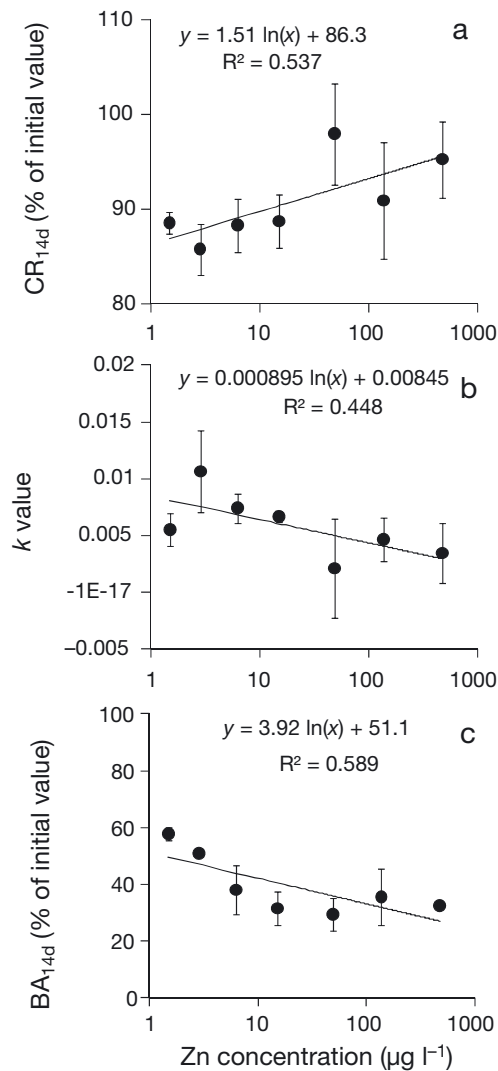 y = 1.51 ln(x) + 86.3
R² = 0.537
a
CR14d (% of initial value)
100
90
80
1 10 100 1000
0.02
y = 0.000895 ln(x) + 0.00845
R² = 0.448
b
k value
0.015
0.01
0.005
-1E-17
–0.005
1 10 100 1000
100
y = 3.92 ln(x) + 51.1
R² = 0.589
c
BA14d (% of initial value)
80
60
40
20
0
1 10 100 1000
Zn concentration (µg l–1)